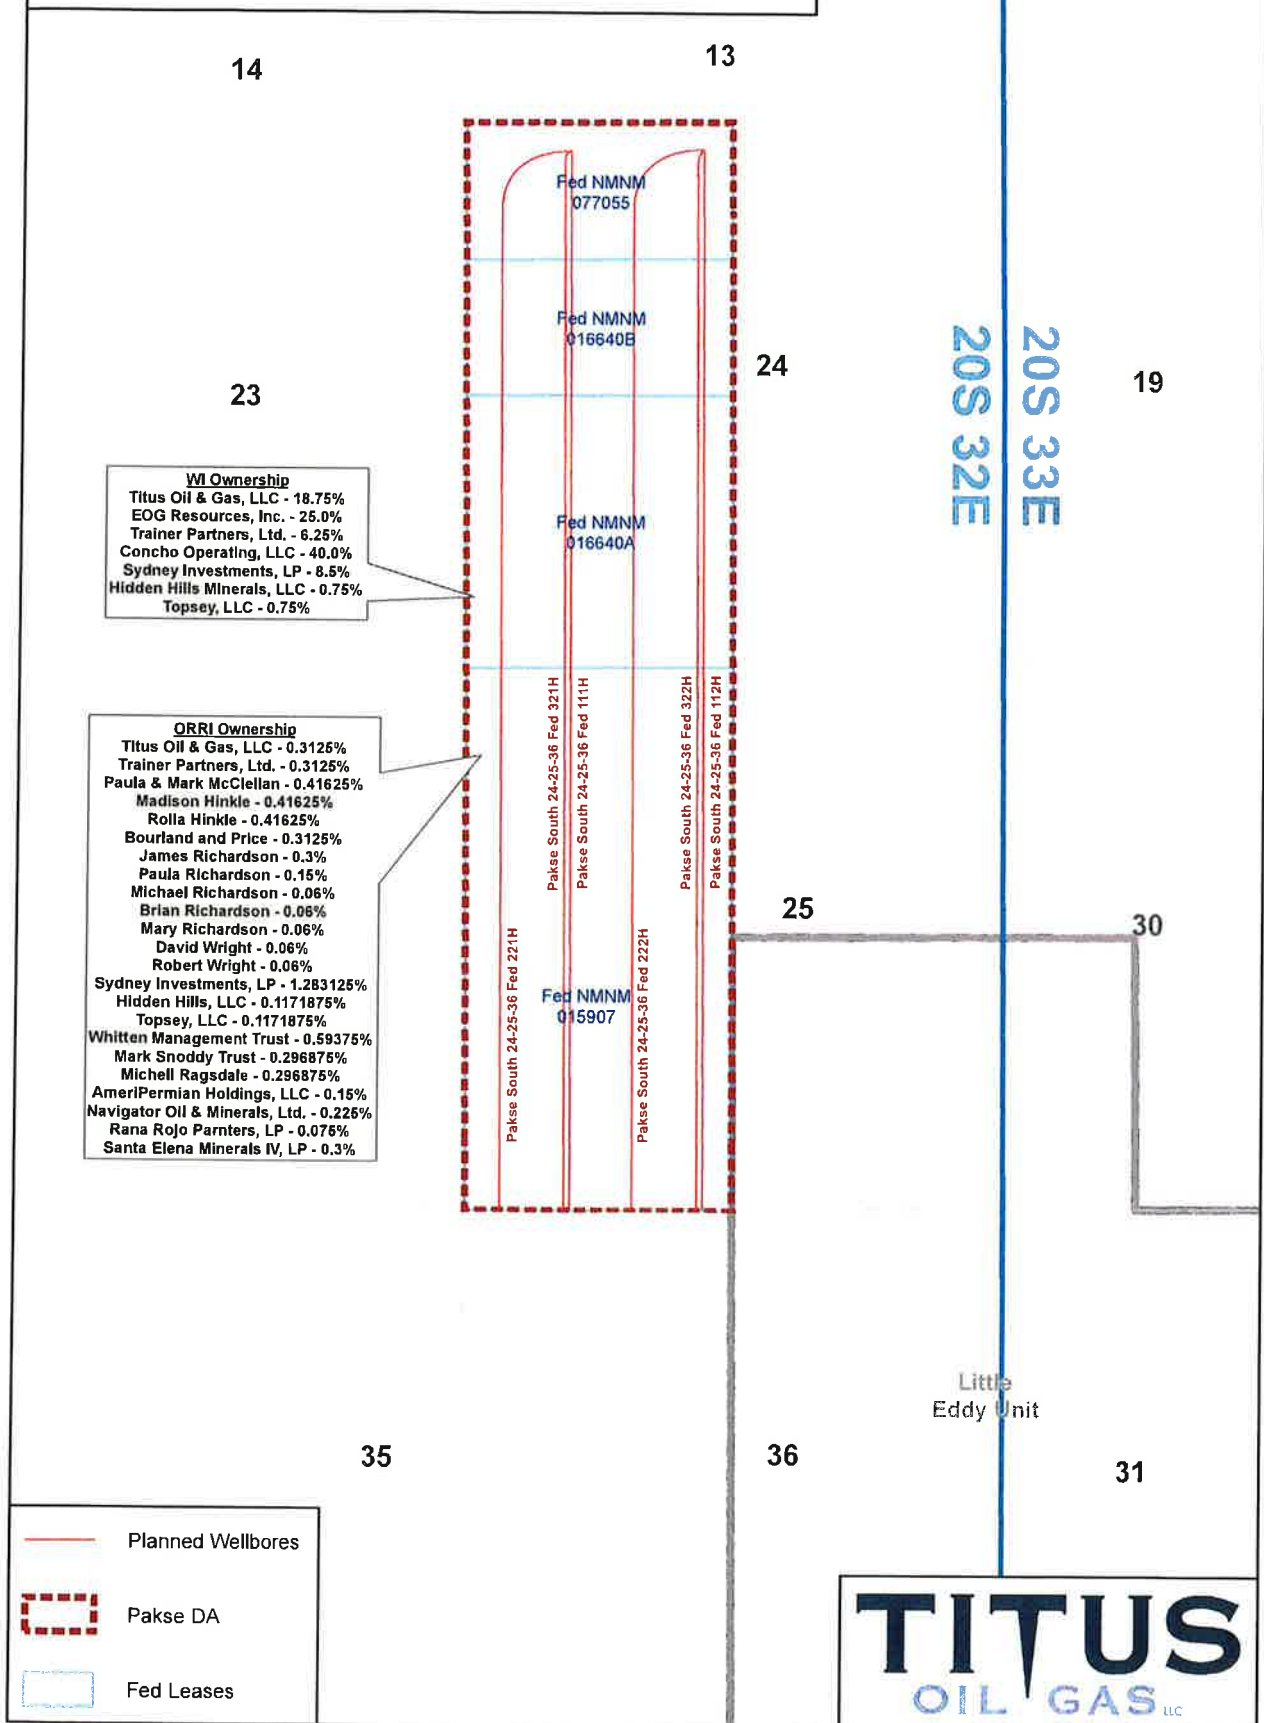 14
13
Fed NMNM
077055
Fed NMNM
016640B
24
20S 32E
20S 33E
19
23
WI Ownership
Titus Oil & Gas, LLC - 18.75%
EOG Resources, Inc. - 25.0%
Trainer Partners, Ltd. - 6.25%
Concho Operating, LLC - 40.0%
Sydney Investments, LP - 8.5%
Hidden Hills Minerals, LLC - 0.75%
Topsey, LLC - 0.75%
Fed NMNM
016640A
Pakse South 24-25-36 Fed 321H
Pakse South 24-25-36 Fed 111H
Pakse South 24-25-36 Fed 322H
Pakse South 24-25-36 Fed 112H
ORRI Ownership
Titus Oil & Gas, LLC - 0.3125%
Trainer Partners, Ltd. - 0.3125%
Paula & Mark McClellan - 0.41625%
Madison Hinkle - 0.41625%
Rolla Hinkle - 0.41625%
Bourland and Price - 0.3125%
James Richardson - 0.3%
Paula Richardson - 0.15%
Michael Richardson - 0.06%
Brian Richardson - 0.06%
Mary Richardson - 0.06%
David Wright - 0.06%
Robert Wright - 0.06%
Sydney Investments, LP - 1.283125%
Hidden Hills, LLC - 0.1171875%
Topsey, LLC - 0.1171875%
Whitten Management Trust - 0.59375%
Mark Snoddy Trust - 0.296875%
Michell Ragsdale - 0.296875%
AmeriPermian Holdings, LLC - 0.15%
Navigator Oil & Minerals, Ltd. - 0.225%
Rana Rojo Parnters, LP - 0.075%
Santa Elena Minerals IV, LP - 0.3%
25
30
Pakse South 24-25-36 Fed 221H
Fed NMNM
015907
Pakse South 24-25-36 Fed 222H
Little
Eddy Unit
35
36
31
Planned Wellbores
Pakse DA
Fed Leases
TITUS
OIL GAS LLC